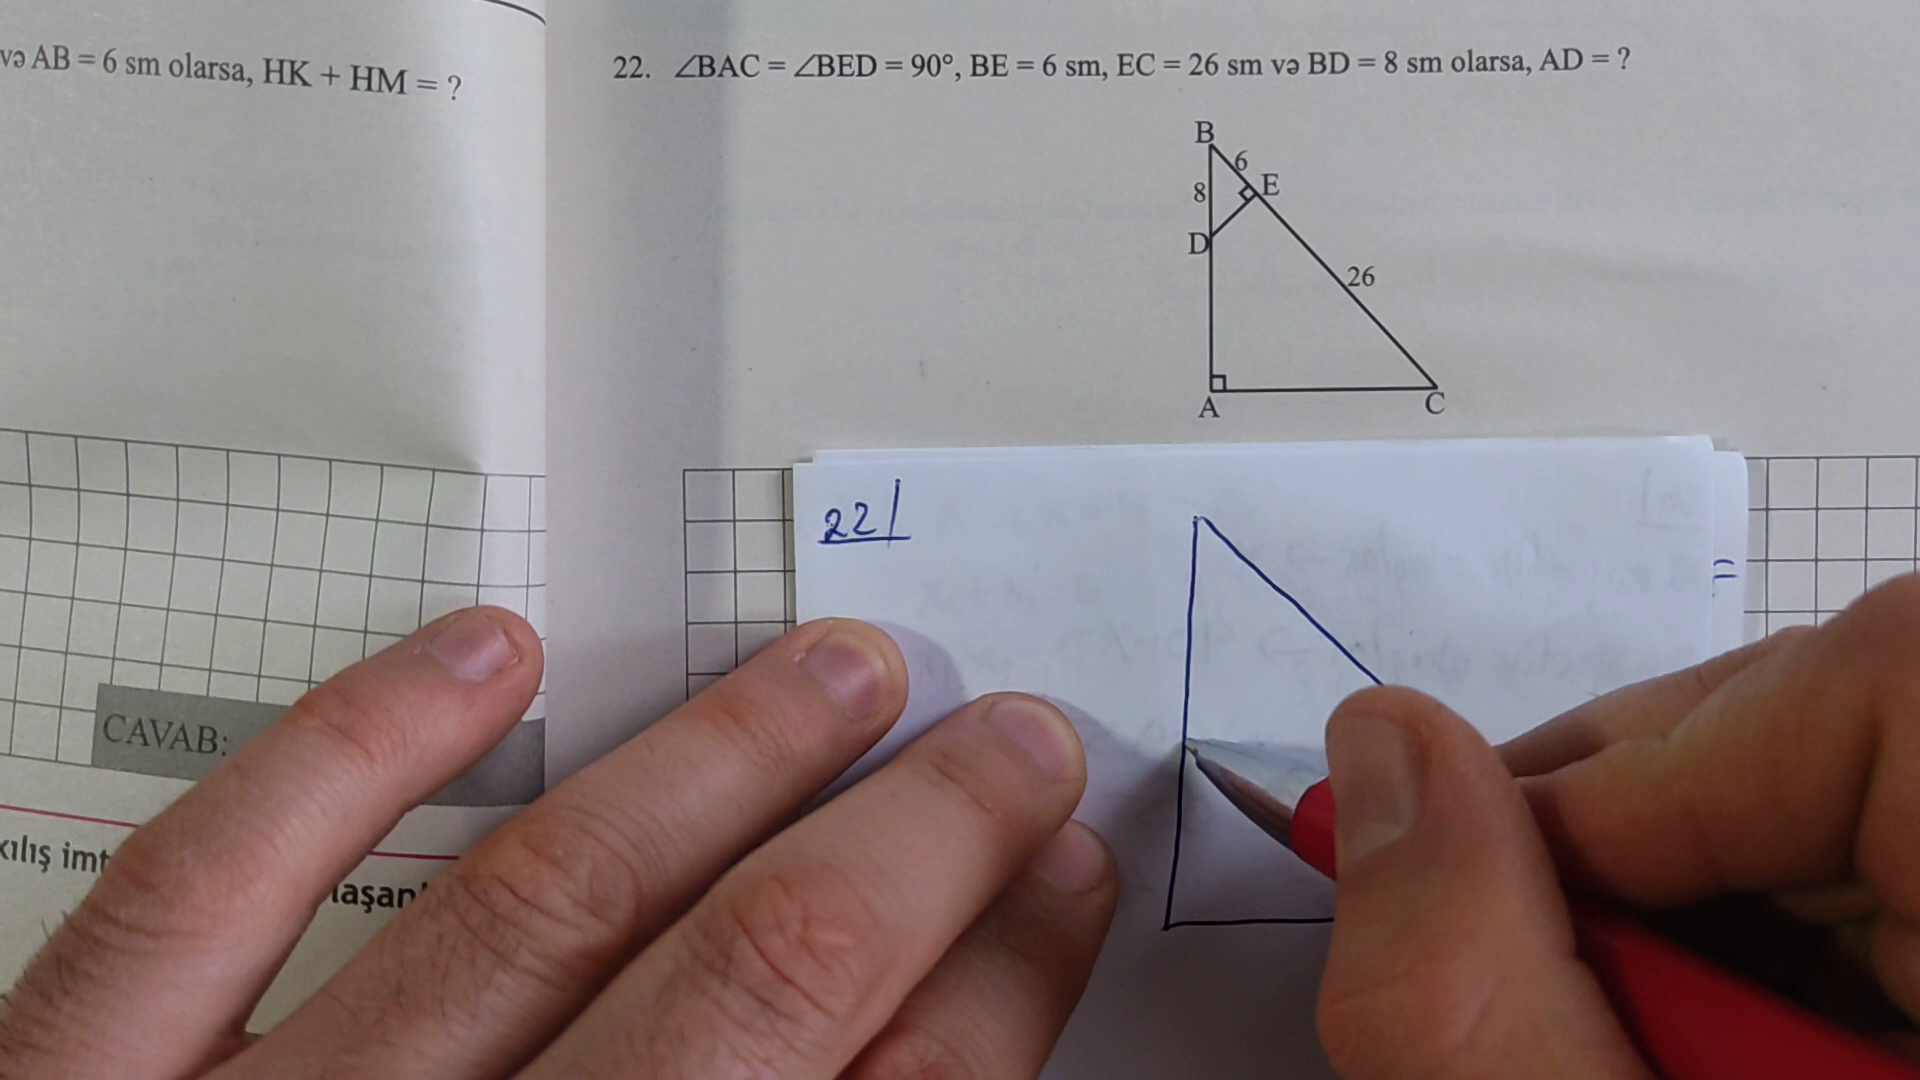 və AB = 6 sm olarsa, HK + HM = ?
22. ∠BAC = ∠BED = 90°, BE = 6 sm, EC = 26 sm və BD = 8 sm olarsa, AD = ?
B
6
8
E
D
26
A
C
22
=
CAVAB: